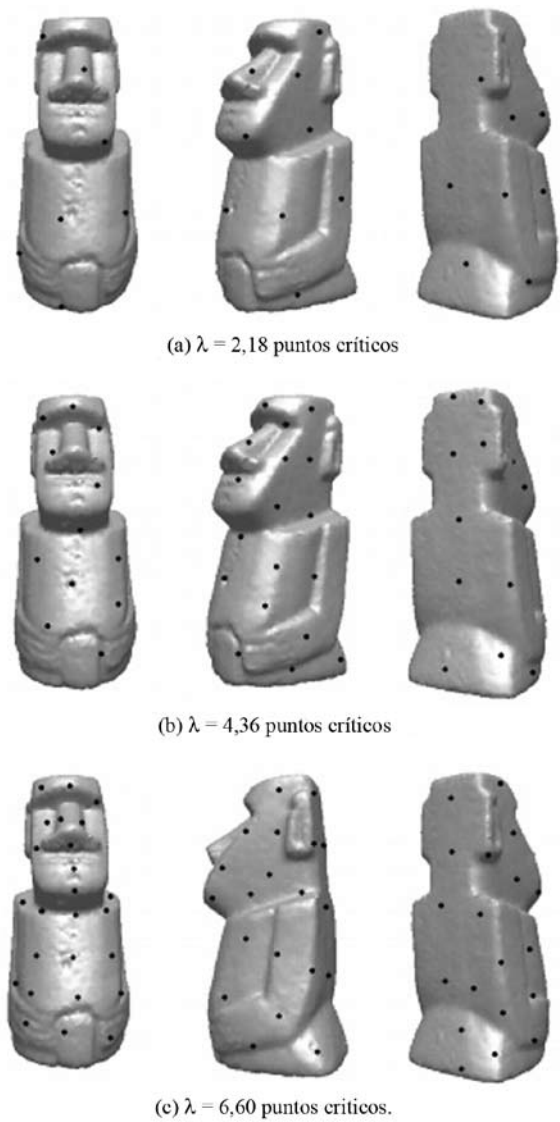 (a) λ = 2,18 puntos críticos
(b) λ = 4,36 puntos críticos
(c) λ = 6,60 puntos criticos.